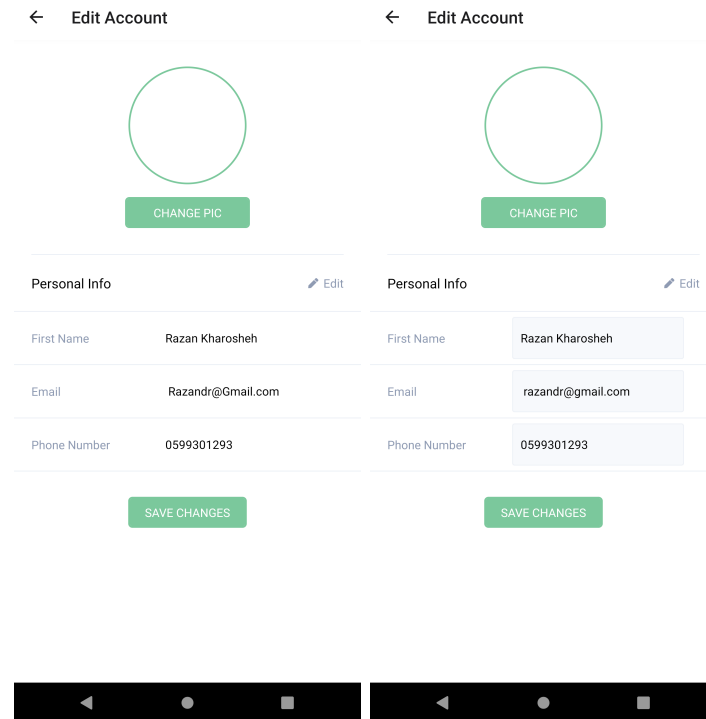 Edit Account
CHANGE PIC
Personal Info Edit
First Name Razan Kharosheh
Email Razandr@Gmail.com
Phone Number 0599301293
SAVE CHANGES
Edit Account
CHANGE PIC
Personal Info Edit
First Name Razan Kharosheh
Email razandr@gmail.com
Phone Number 0599301293
SAVE CHANGES